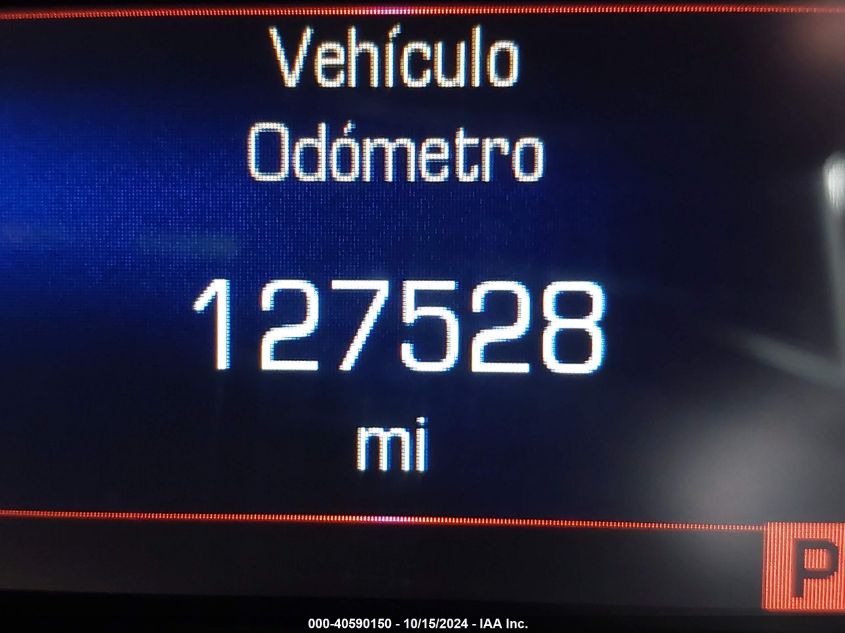 Vehículo
Odómetro
127528
mi
P
000-40590150 - 10/15/2024 - IAA Inc.